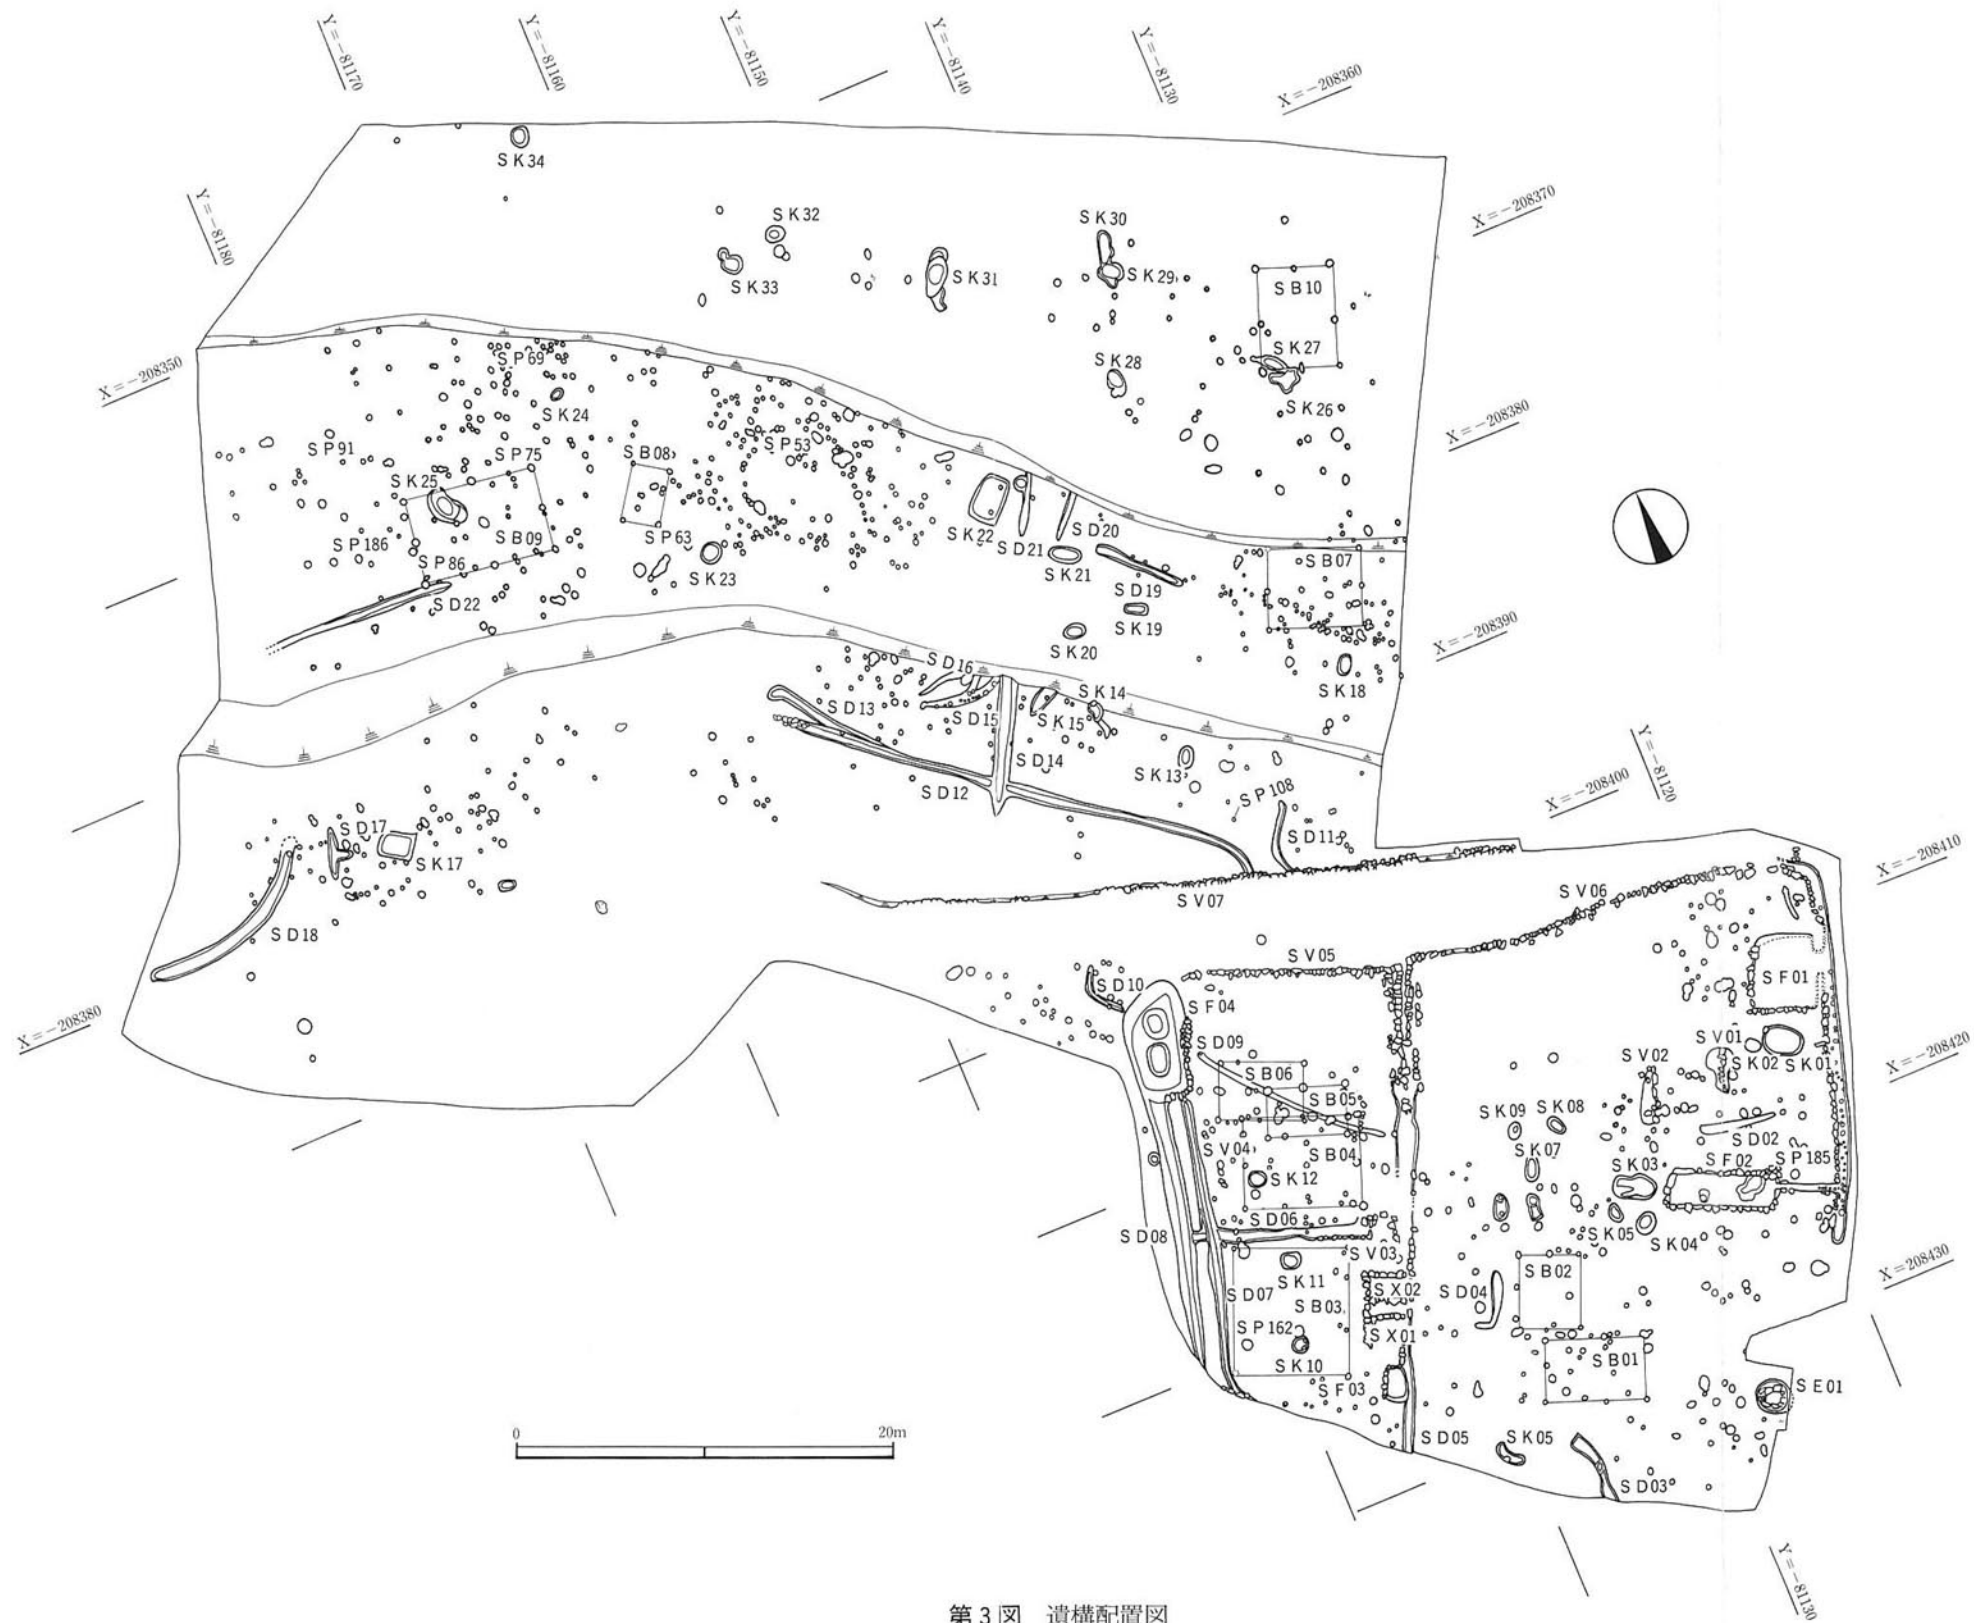 Y=-81170
Y=-81160
Y=-81150
Y=-81140
Y=-81130
X=-208360
SK34
Y=-81180
X=-208370
SK32
SK30
SK33
SK31
SK29
SB10
SP69
SK28
SK27
X=-208350
SK24
SK26
X=-208380
SP91
SP75
SB08
SP53
SK25
SK22
SD21
SD20
SP186
SB09
SP63
SP86
SK23
SK21
SB07
SD22
SD19
SK19
SK20
X=-208390
SD16
SK18
SD13
SD15
SK15
SK14
SD14
SK13
SD12
SP108
SD11
X=-208400
Y=-81120
SD17
SK17
X=-208410
SV07
SV06
SD18
SV05
SF01
SD10
SF04
X=-208380
SD09
SB06
SB05
SV02
SV01
SK02
SK01
X=-208420
SK09
SK08
SD02
SV04
SB04
SK07
SK03
SF02
SP185
SK12
SD06
SD08
SK05
SK04
SV03
SK11
SD07
SB03
SX02
SD04
SB02
X=208430
SP162
SX01
SB01
SK10
SF03
SE01
0
20m
SD05
SK05
SD03
Y=-81130
第3図 遺構配置図